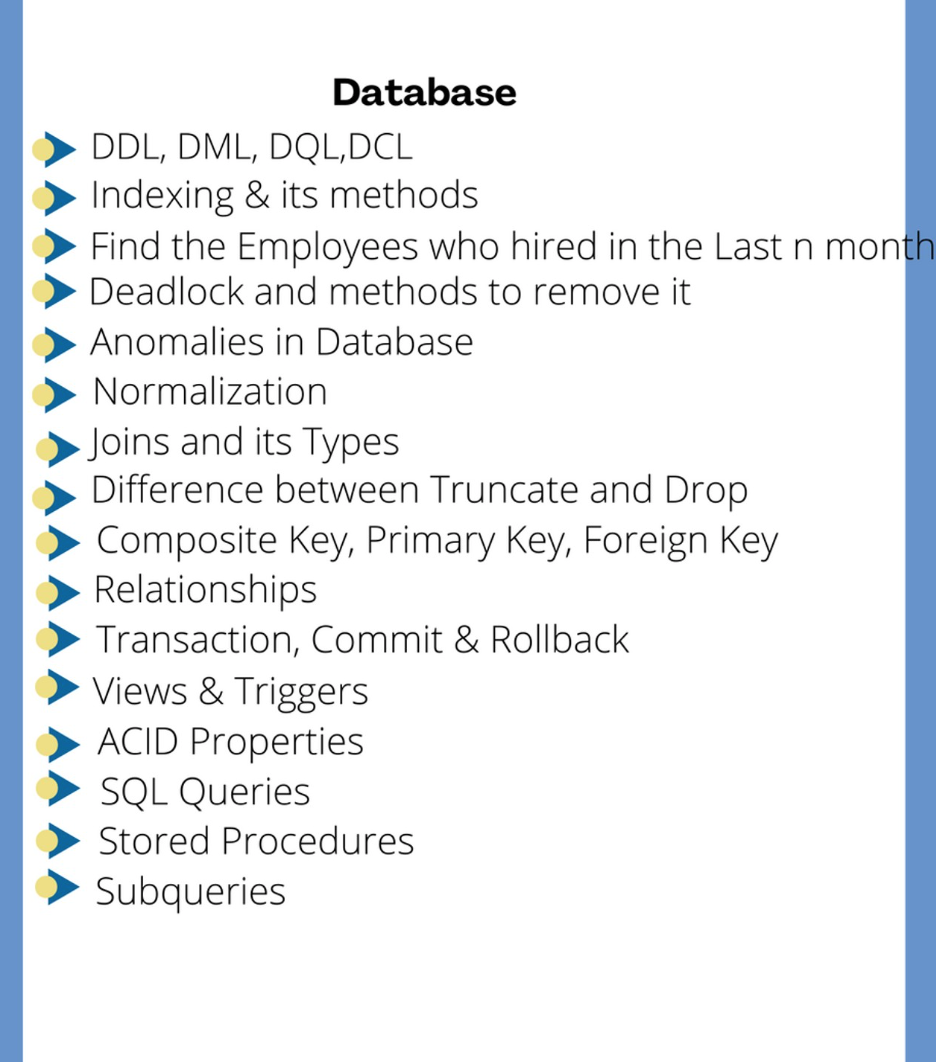 Database
DDL, DML, DQL,DCL
Indexing & its methods
Find the Employees who hired in the Last n month
Deadlock and methods to remove it
Anomalies in Database
Normalization
Joins and its Types
Difference between Truncate and Drop
Composite Key, Primary Key, Foreign Key
Relationships
Transaction, Commit & Rollback
Views & Triggers
ACID Properties
SQL Queries
Stored Procedures
Subqueries